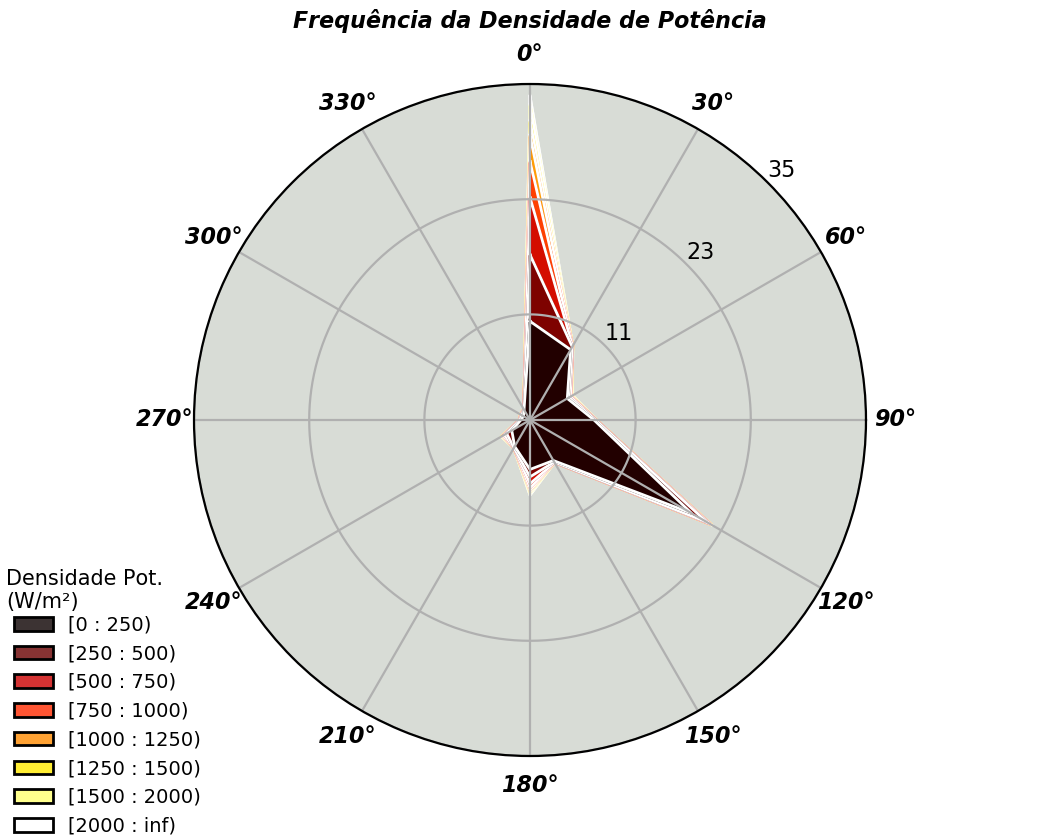 Frequência da Densidade de Potência
0°
330°
30°
35
300°
60°
23
11
270°
90°
240°
120°
210°
150°
180°
Densidade Pot.
(W/m²)
[0 : 250)
[250 : 500)
[500 : 750)
[750 : 1000)
[1000 : 1250)
[1250 : 1500)
[1500 : 2000)
[2000 : inf)